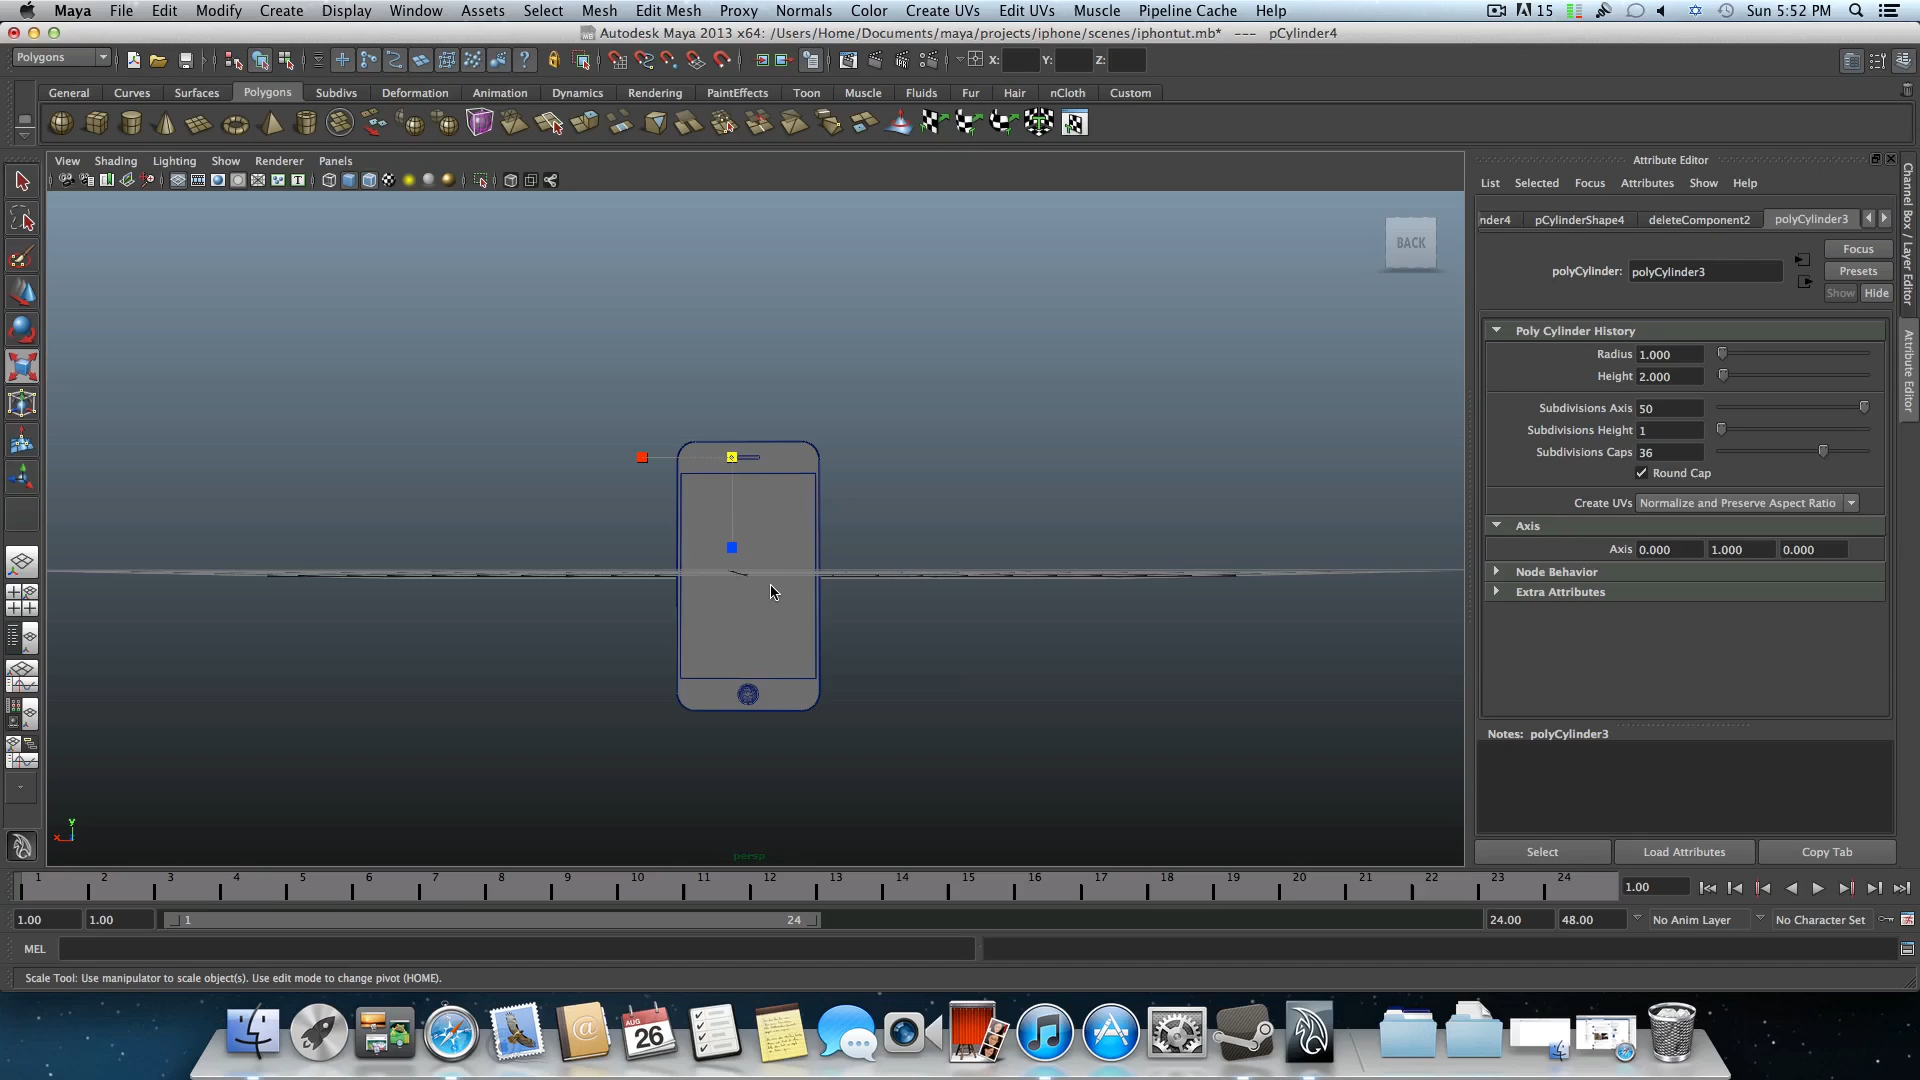 Maya File Edit Modify Create Display Window Assets Select Mesh Edit Mesh Proxy Normals Color Create UVs Edit UVs Muscle Pipeline Cache Help 15 Sun 5:52 PM
Autodesk Maya 2013 x64: /Users/Home/Documents/maya/projects/iphone/scenes/iphontut.mb* --- pCylinder4
Polygons X: Y: Z:
General Curves Surfaces Polygons Subdivs Deformation Animation Dynamics Rendering PaintEffects Toon Muscle Fluids Fur Hair nCloth Custom
View Shading Lighting Show Renderer Panels
Attribute Editor
List Selected Focus Attributes Show Help
nder4 pCylinderShape4 deleteComponent2 polyCylinder3
BACK
Focus
polyCylinder: polyCylinder3 Presets
Show Hide
Poly Cylinder History
Radius 1.000
Height 2.000
Subdivisions Axis 50
Subdivisions Height 1
Subdivisions Caps 36
Round Cap
Create UVs Normalize and Preserve Aspect Ratio
Axis
Axis 0.000 1.000 0.000
Node Behavior
Extra Attributes
Notes: polyCylinder3
Select Load Attributes Copy Tab
Channel Box / Layer Editor
Attribute Editor
y
x
persp
1 2 3 4 5 6 7 8 9 10 11 12 13 14 15 16 17 18 19 20 21 22 23 24 1.00
1.00 1.00 1 24 24.00 48.00 No Anim Layer No Character Set
MEL
Scale Tool: Use manipulator to scale object(s). Use edit mode to change pivot (HOME).
AUG
26